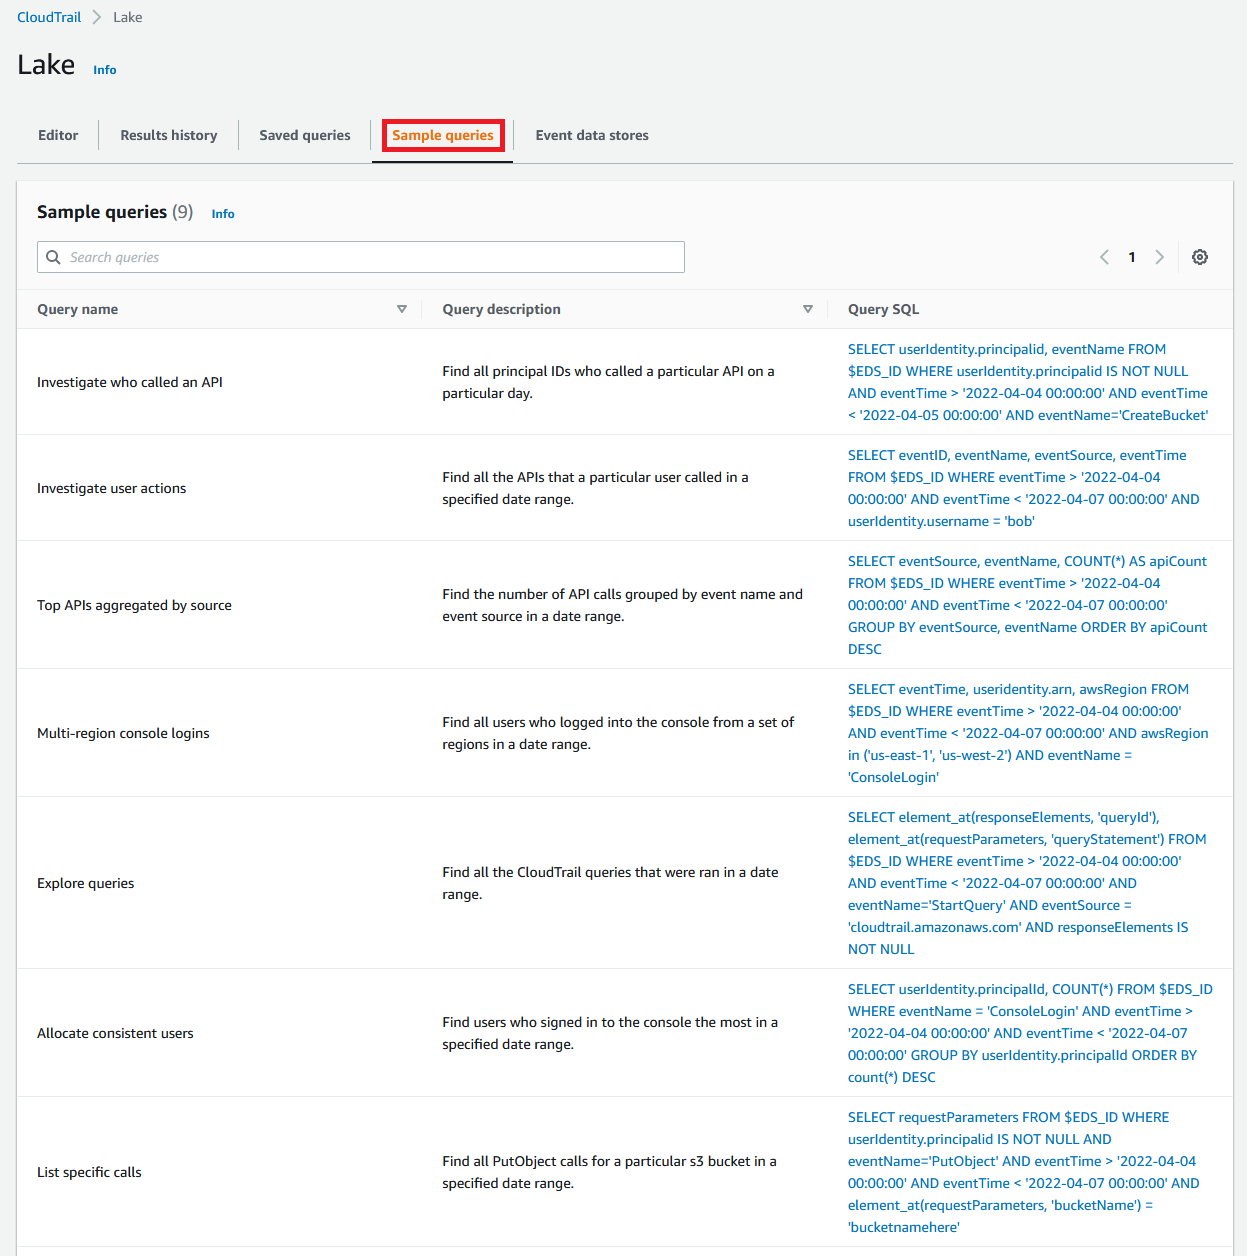 CloudTrail > Lake
Lake Info
Editor Results history Saved queries Sample queries Event data stores
Sample queries (9) Info
Search queries
1
Query name Query description Query SQL
Investigate who called an API
Find all principal IDs who called a particular API on a
particular day.
SELECT userIdentity.principalid, eventName FROM
$EDS_ID WHERE userIdentity.principalid IS NOT NULL
AND eventTime > '2022-04-04 00:00:00' AND eventTime
< '2022-04-05 00:00:00' AND eventName='CreateBucket'
Investigate user actions
Find all the APIs that a particular user called in a
specified date range.
SELECT eventID, eventName, eventSource, eventTime
FROM $EDS_ID WHERE eventTime > '2022-04-04
00:00:00' AND eventTime < '2022-04-07 00:00:00' AND
userIdentity.username = 'bob'
Top APIs aggregated by source
Find the number of API calls grouped by event name and
event source in a date range.
SELECT eventSource, eventName, COUNT(*) AS apiCount
FROM $EDS_ID WHERE eventTime > '2022-04-04
00:00:00' AND eventTime < '2022-04-07 00:00:00'
GROUP BY eventSource, eventName ORDER BY apiCount
DESC
Multi-region console logins
Find all users who logged into the console from a set of
regions in a date range.
SELECT eventTime, useridentity.arn, awsRegion FROM
$EDS_ID WHERE eventTime > '2022-04-04 00:00:00'
AND eventTime < '2022-04-07 00:00:00' AND awsRegion
in ('us-east-1', 'us-west-2') AND eventName =
'ConsoleLogin'
Explore queries
Find all the CloudTrail queries that were ran in a date
range.
SELECT element_at(responseElements, 'queryId'),
element_at(requestParameters, 'queryStatement') FROM
$EDS_ID WHERE eventTime > '2022-04-04 00:00:00'
AND eventTime < '2022-04-07 00:00:00' AND
eventName='StartQuery' AND eventSource =
'cloudtrail.amazonaws.com' AND responseElements IS
NOT NULL
Allocate consistent users
Find users who signed in to the console the most in a
specified date range.
SELECT userIdentity.principalId, COUNT(*) FROM $EDS_ID
WHERE eventName = 'ConsoleLogin' AND eventTime >
'2022-04-04 00:00:00' AND eventTime < '2022-04-07
00:00:00' GROUP BY userIdentity.principalId ORDER BY
count(*) DESC
List specific calls
Find all PutObject calls for a particular s3 bucket in a
specified date range.
SELECT requestParameters FROM $EDS_ID WHERE
userIdentity.principalid IS NOT NULL AND
eventName='PutObject' AND eventTime > '2022-04-04
00:00:00' AND eventTime < '2022-04-07 00:00:00' AND
element_at(requestParameters, 'bucketName') =
'bucketnamehere'